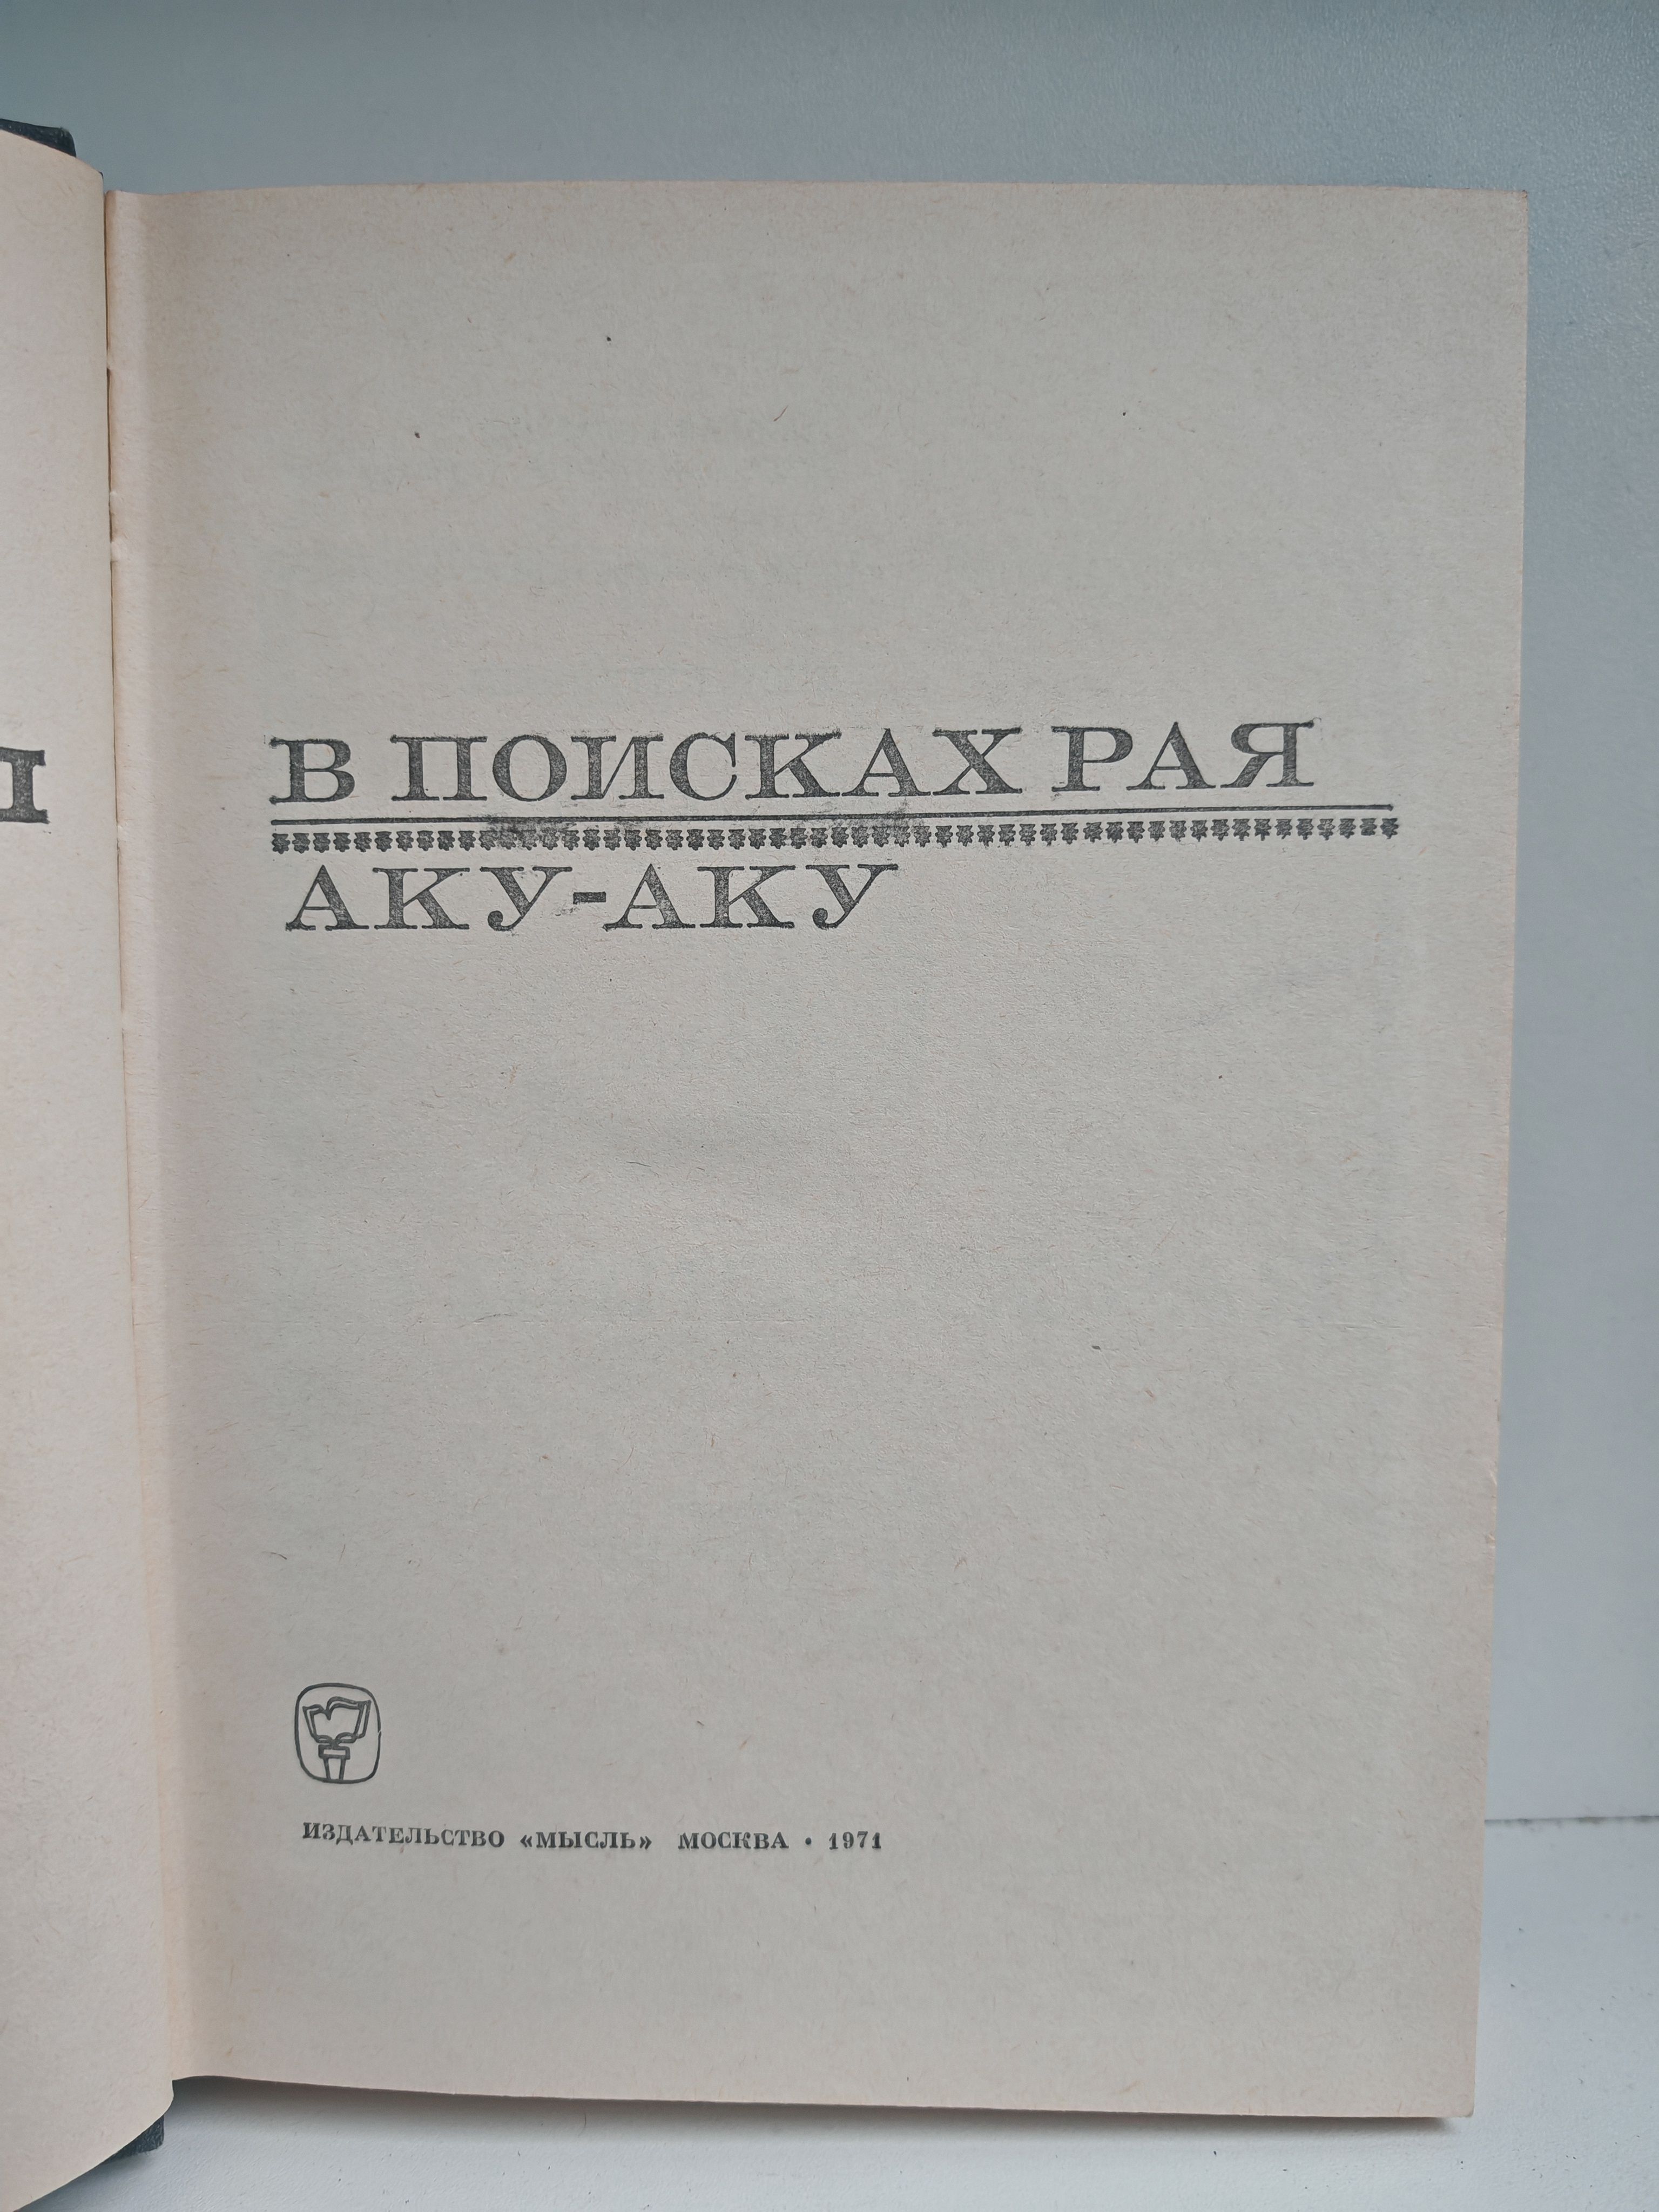 В ПОИСКАХ РАЯ
АКУ-АКУ
ИЗДАТЕЛЬСТВО «МЫСЛЬ» МОСКВА • 1971